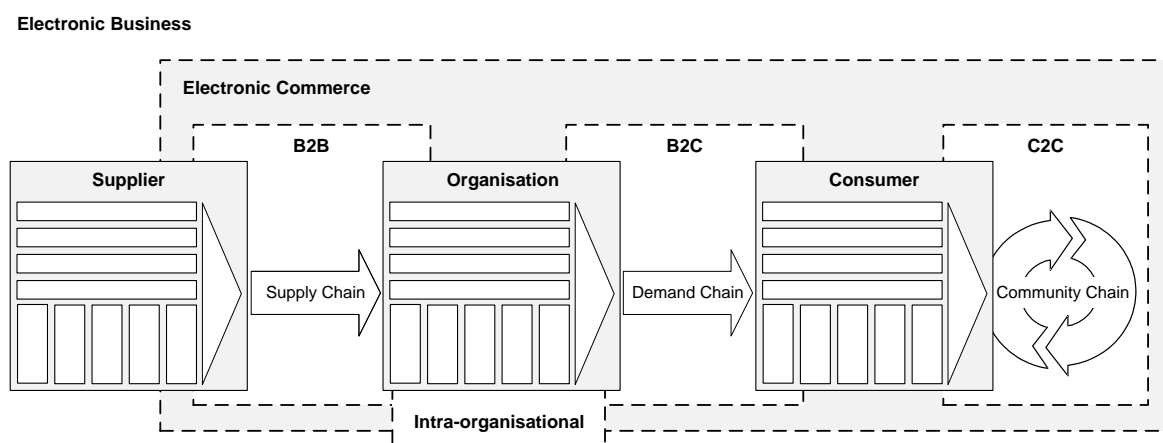 Electronic Business
Electronic Commerce
B2B
B2C
C2C
Supplier
Organisation
Consumer
Supply Chain
Demand Chain
Community Chain
Intra-organisational